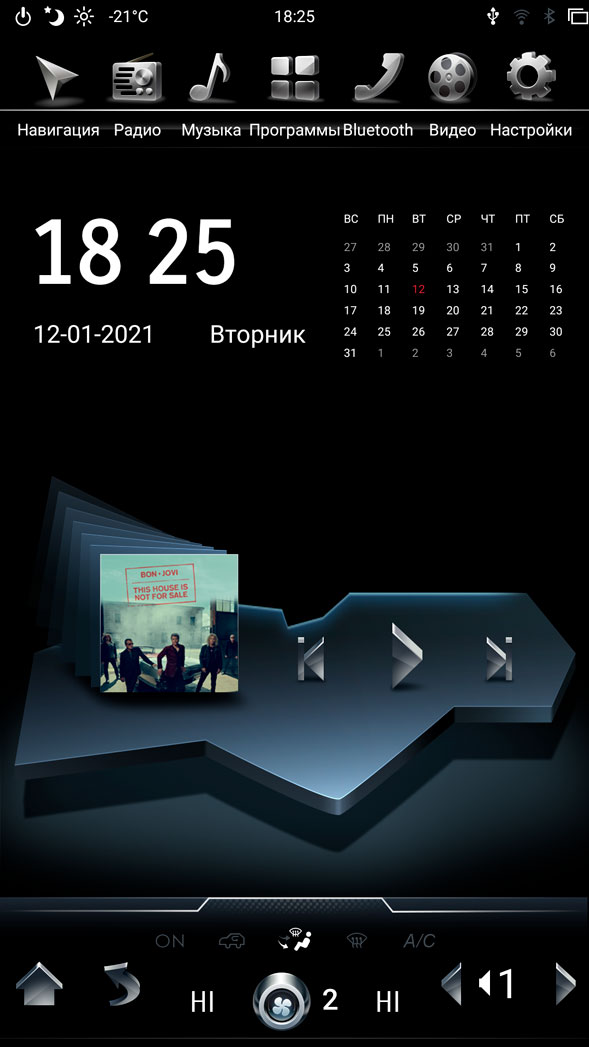 -21°C 18:25
Навигация Радио Музыка Программы Bluetooth Видео Настройки
18 25
12-01-2021 Вторник
ВС ПН ВТ СР ЧТ ПТ СБ
27 28 29 30 31 1 2
3 4 5 6 7 8 9
10 11 12 13 14 15 16
17 18 19 20 21 22 23
24 25 26 27 28 29 30
31 1 2 3 4 5 6
BON JOVI
THIS HOUSE IS
NOT FOR SALE
ON A/C
HI 2 HI 1